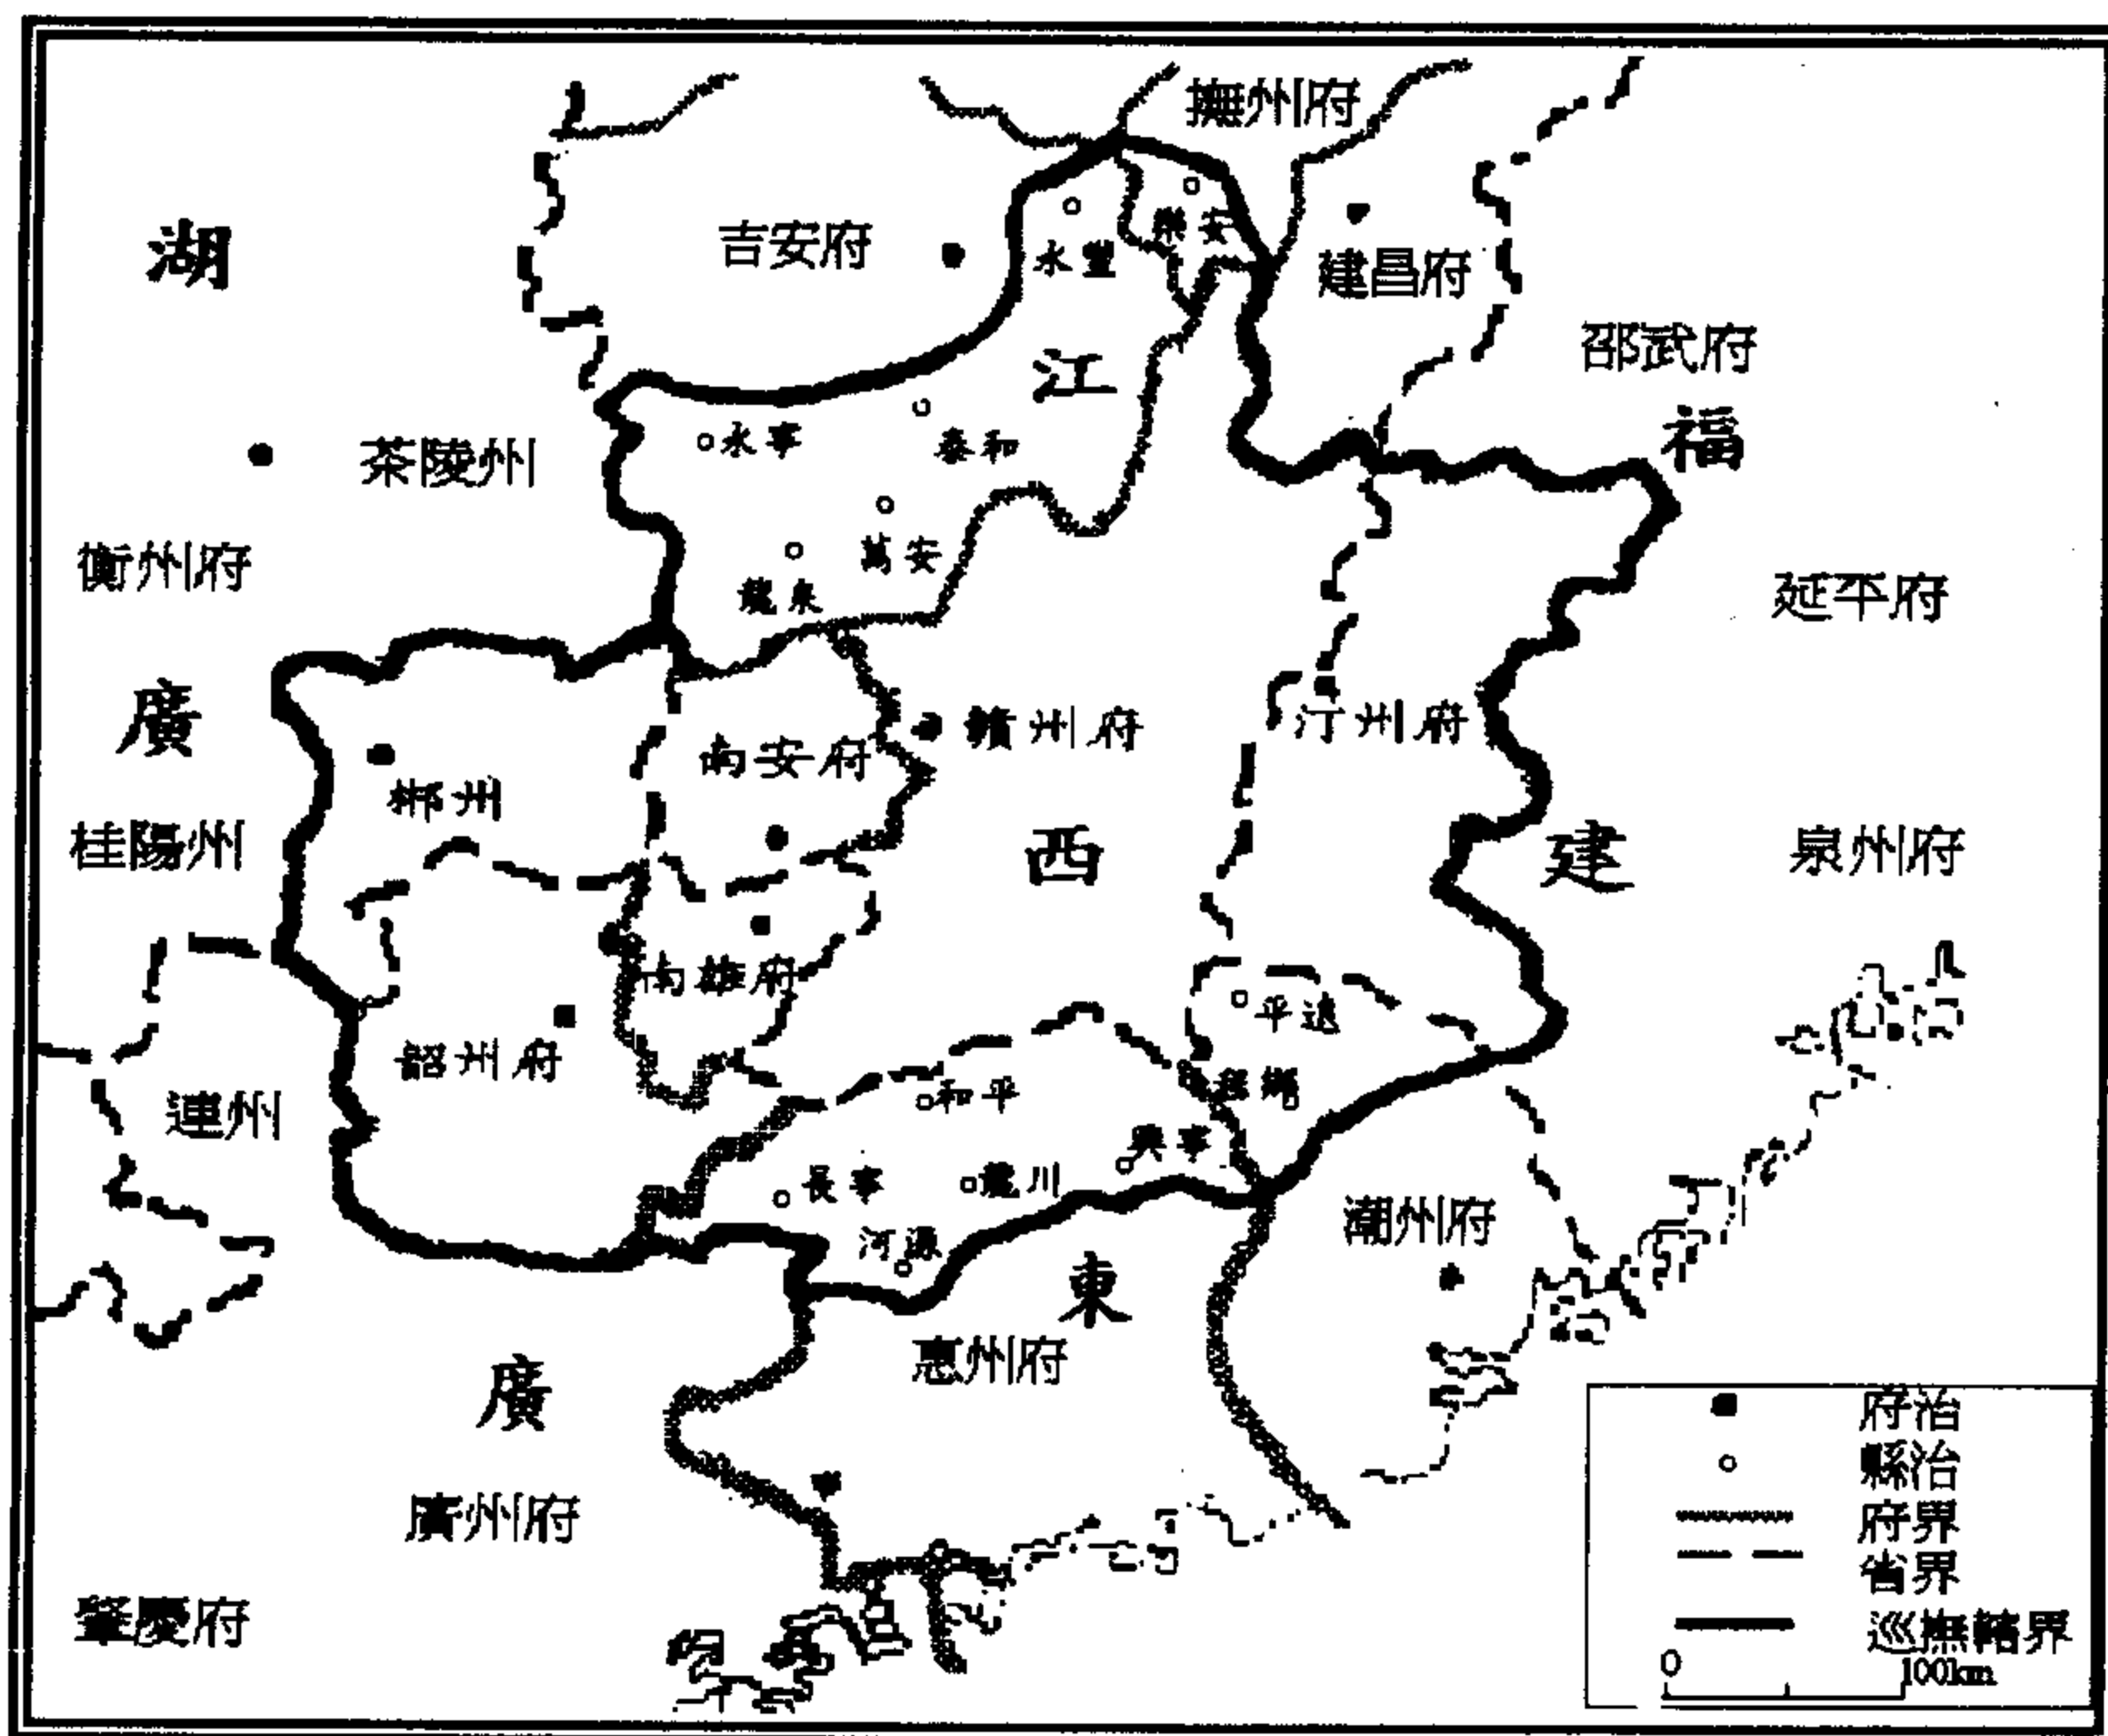 撫州府
湖
吉安府
永豐
樂安
建昌府
邵武府
江
福
茶陵州
永寧
泰和
衡州府
萬安
龍泉
延平府
廣
郴州
南安府
贛州府
汀州府
桂陽州
西
建
泉州府
南雄府
平遠
韶州府
連州
和平
程鄉
興寧
長寧
龍川
潮州府
河源
東
惠州府
廣
廣州府
肇慶府
府治
縣治
府界
省界
巡撫轄界
0
100km